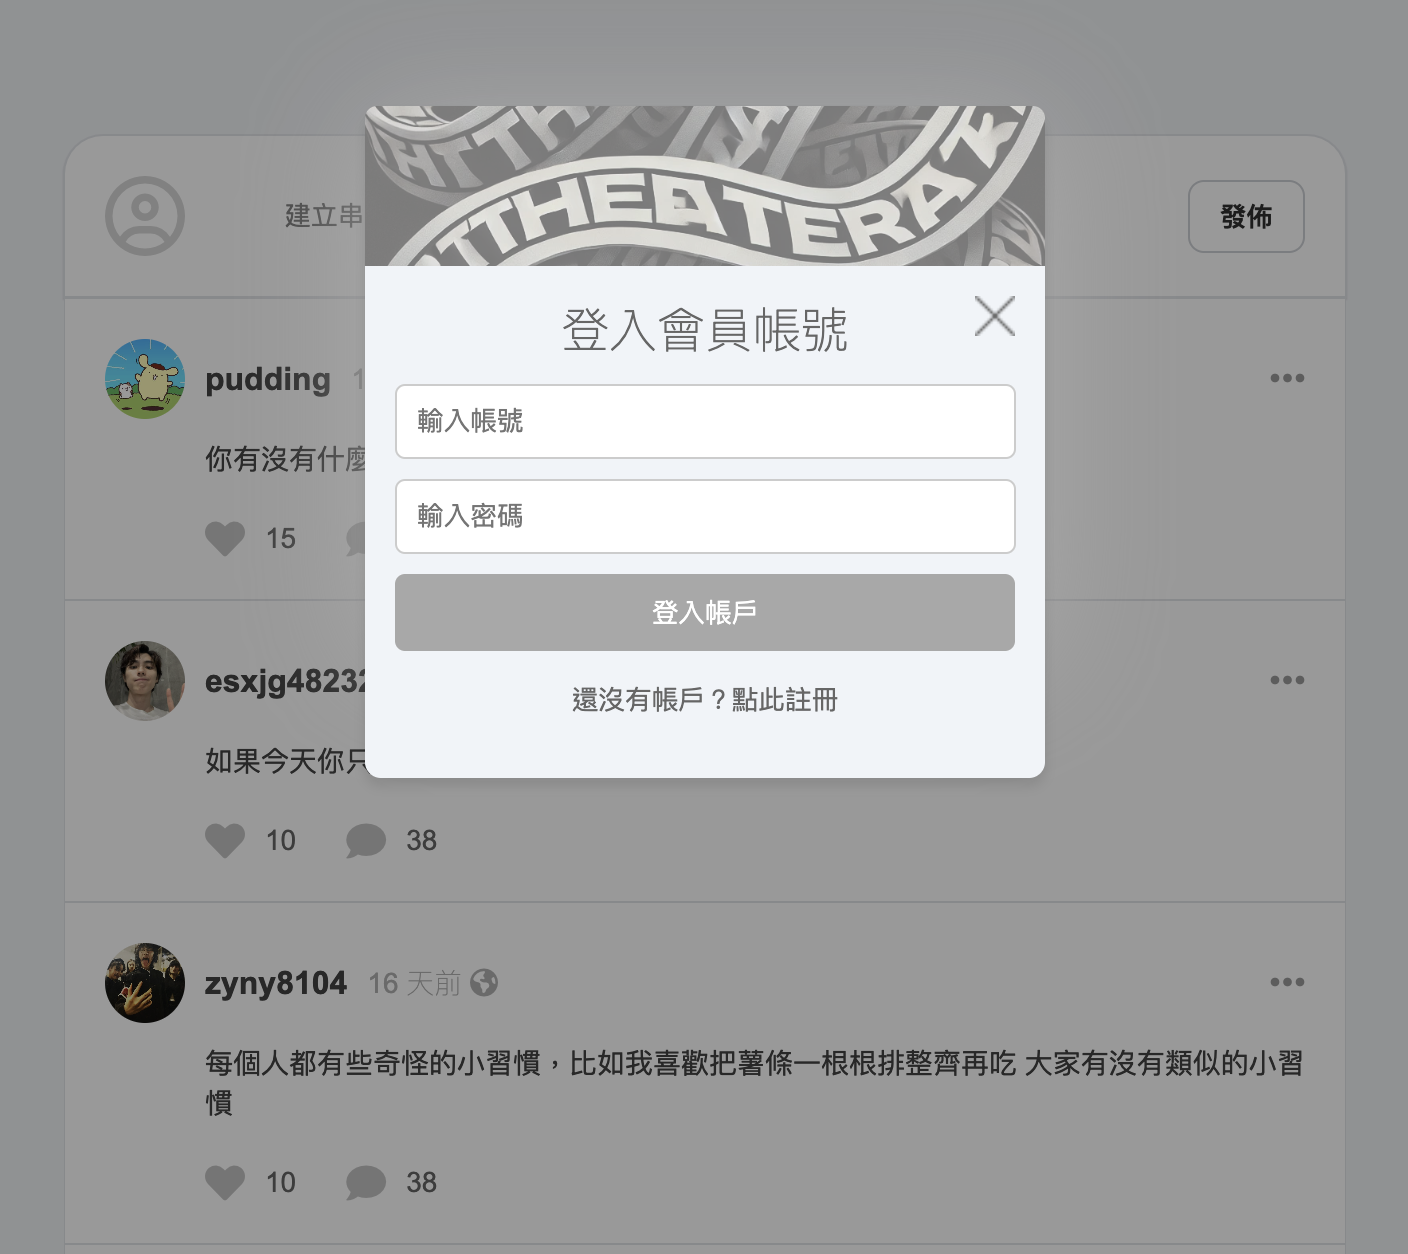 THEATERA
建立串
發佈
登入會員帳號
輸入帳號
輸入密碼
登入帳戶
還沒有帳戶？點此註冊
pudding 1
你有沒有什麼
15
esxjg48232
如果今天你只
10 38
zyny8104 16 天前
每個人都有些奇怪的小習慣，比如我喜歡把薯條一根根排整齊再吃 大家有沒有類似的小習
慣
10 38